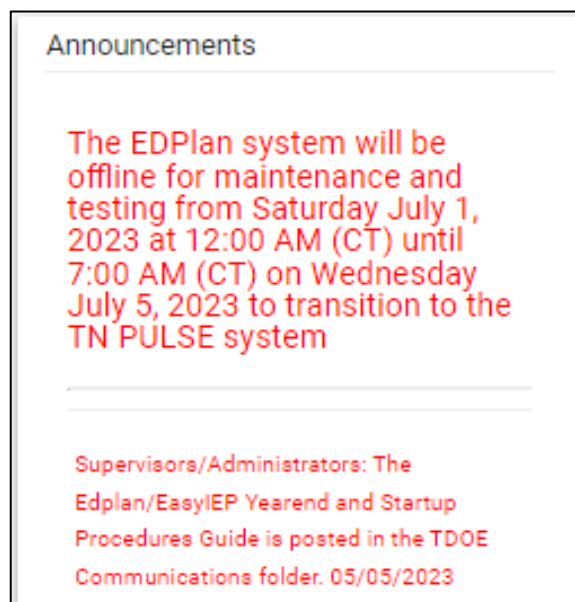 Announcements
The EDPlan system will be
offline for maintenance and
testing from Saturday July 1,
2023 at 12:00 AM (CT) until
7:00 AM (CT) on Wednesday
July 5, 2023 to transition to the
TN PULSE system
Supervisors/Administrators: The
Edplan/EasyIEP Yearend and Startup
Procedures Guide is posted in the TDOE
Communications folder. 05/05/2023